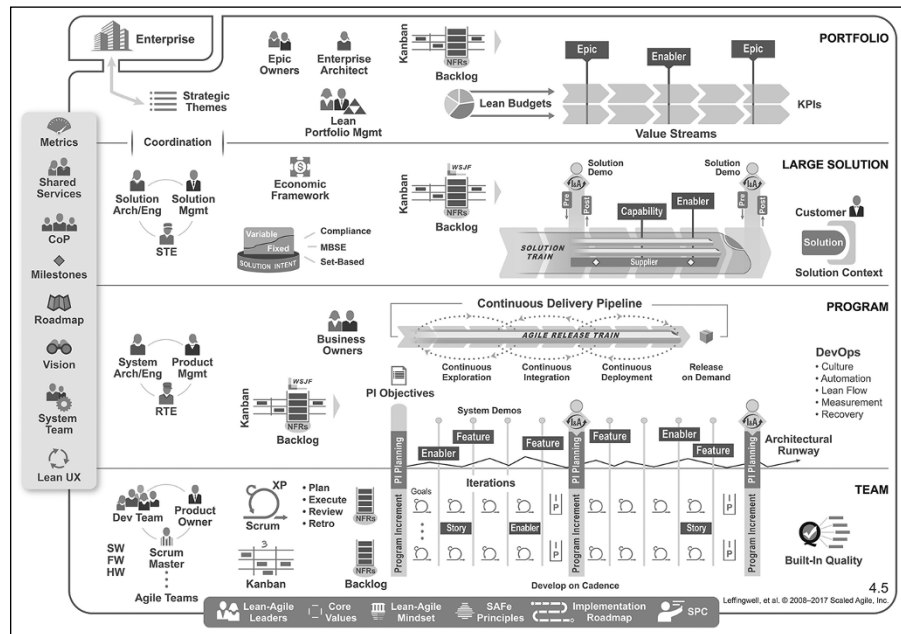 Enterprise
Strategic
Themes
Epic
Owners
Enterprise
Architect
Lean
Portfolio Mgmt
Kanban
NFRs
Backlog
Lean Budgets
Epic
Enabler
Epic
Value Streams
KPIs
PORTFOLIO
Metrics
Shared
Services
CoP
Milestones
Roadmap
Vision
System
Team
Lean UX
Coordination
Solution
Arch/Eng
Solution
Mgmt
STE
Economic
Framework
Variable
Fixed
SOLUTION INTENT
Compliance
MBSE
Set-Based
Kanban
WSJF
NFRs
Backlog
Solution
Demo
I&A
Pre
Post
Capability
Enabler
Solution
Demo
I&A
Pre
Post
SOLUTION
TRAIN
Supplier
LARGE SOLUTION
Customer
Solution
Solution Context
System
Arch/Eng
Product
Mgmt
RTE
Business
Owners
Continuous Delivery Pipeline
AGILE RELEASE TRAIN
Continuous
Exploration
Continuous
Integration
Continuous
Deployment
Release
on Demand
PROGRAM
DevOps
• Culture
• Automation
• Lean Flow
• Measurement
• Recovery
Kanban
WSJF
NFRs
Backlog
PI Objectives
System Demos
PI Planning
Enabler
Feature
Feature
I&A
PI Planning
Feature
Enabler
Feature
I&A
PI Planning
Architectural
Runway
Dev Team
Product
Owner
Scrum
Master
SW
FW
HW
Agile Teams
XP
Scrum
• Plan
• Execute
• Review
• Retro
3
Kanban
NFRs
NFRs
Backlog
Program Increment
Goals
Iterations
Story
Enabler
I
P
I
P
Program Increment
Story
I
P
I
P
Program Increment
Develop on Cadence
TEAM
Built-In Quality
4.5
Leffingwell, et al. © 2008–2017 Scaled Agile, Inc.
Lean-Agile
Leaders
Core
Values
Lean-Agile
Mindset
SAFe
Principles
Implementation
Roadmap
SPC